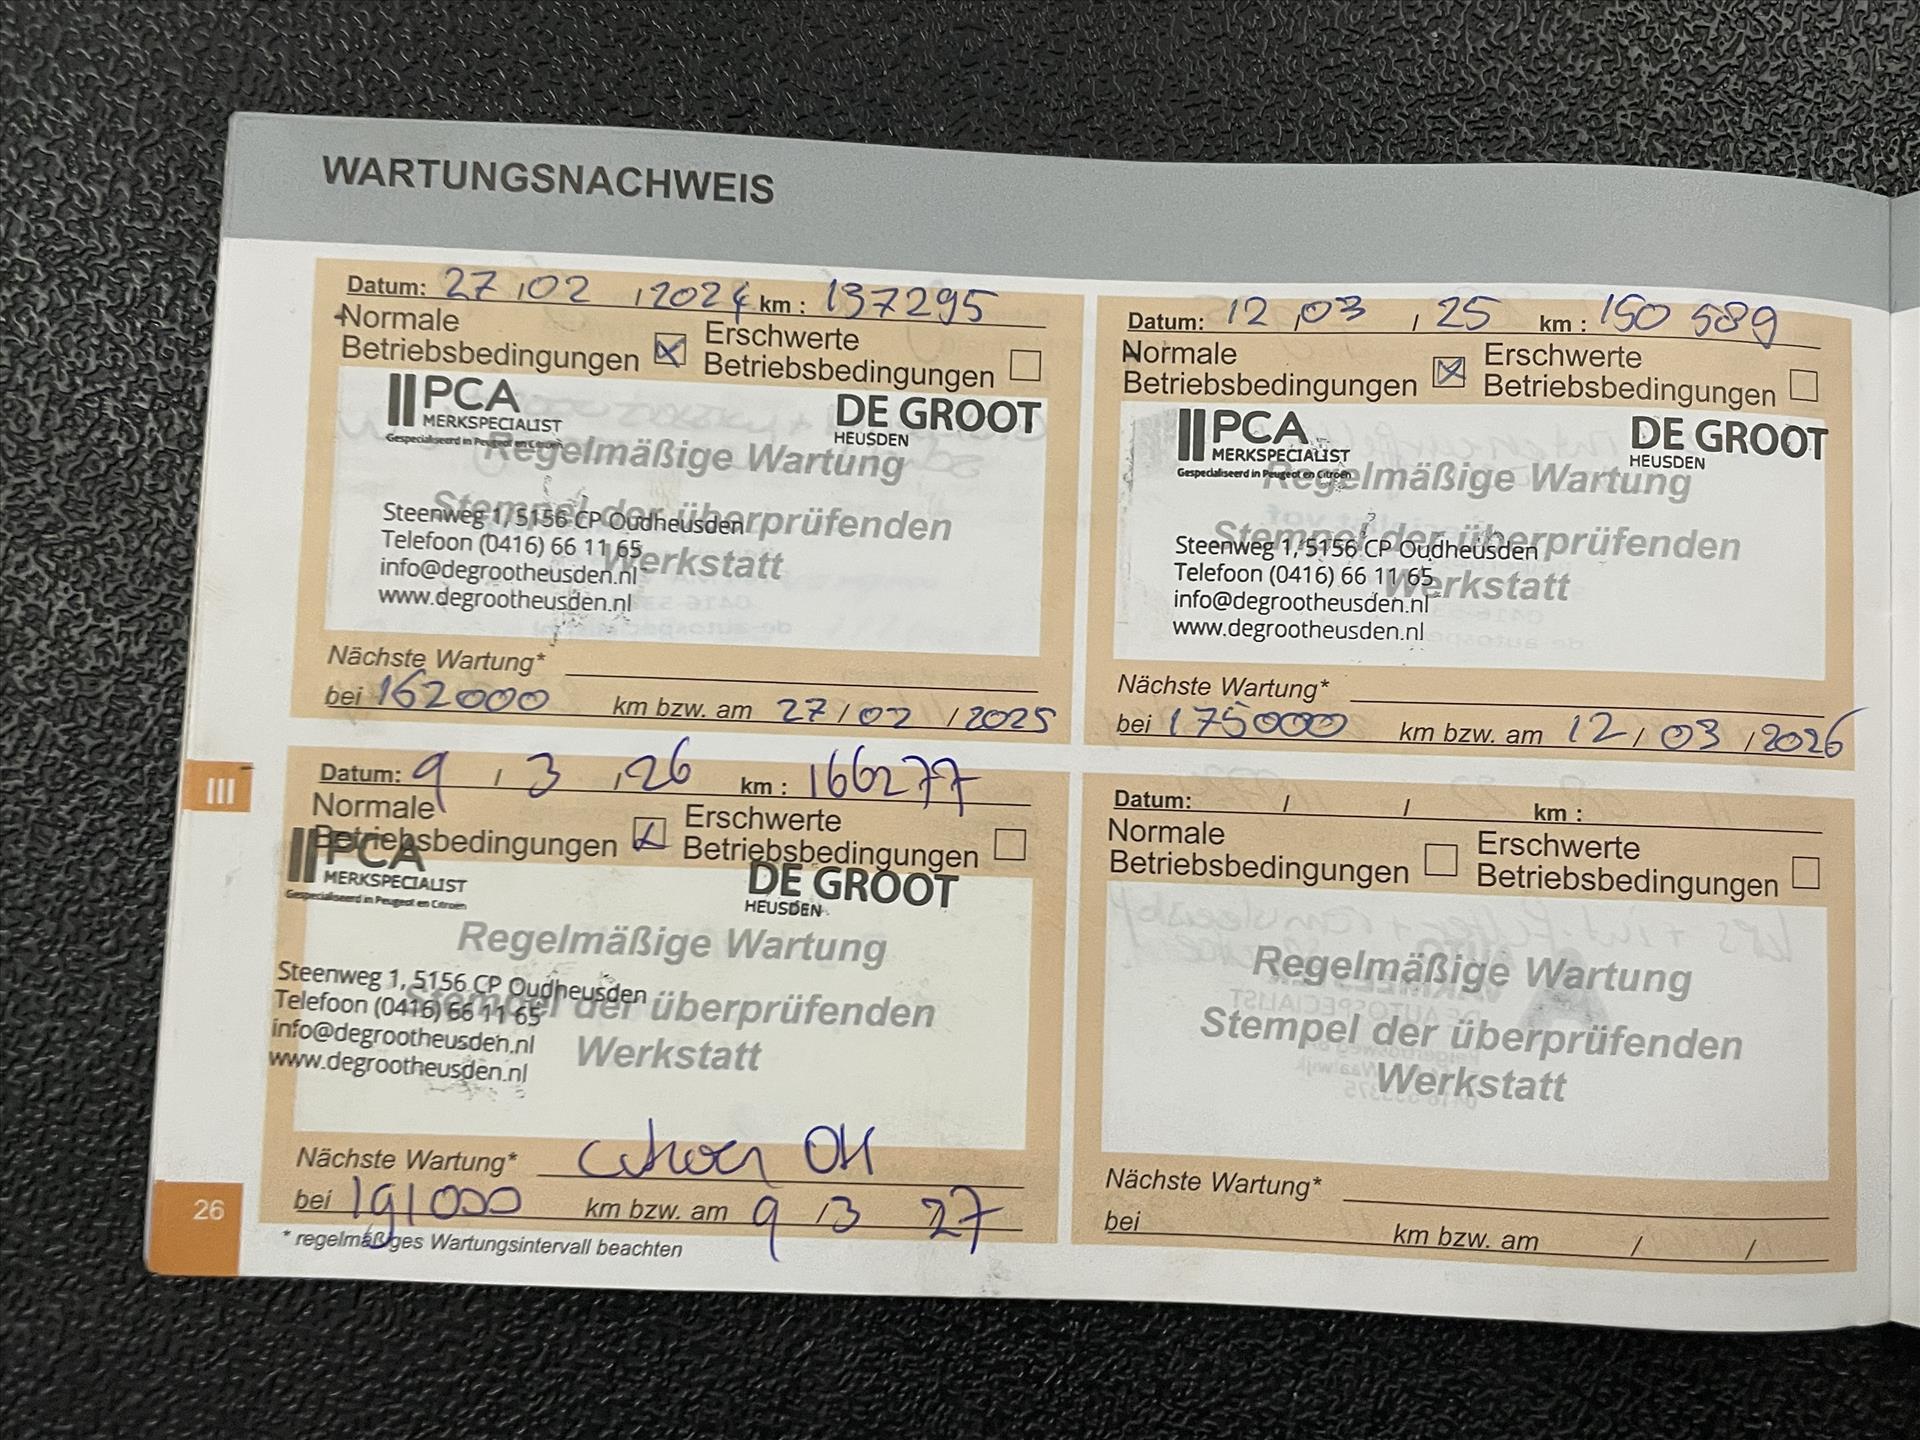 WARTUNGSNACHWEIS
Datum: 27 / 02 / 2024 km : 137295
Normale Betriebsbedingungen ☒ Erschwerte Betriebsbedingungen ☐
PCA
MERKSPECIALIST
Gespecialiseerd in Peugeot en Citroën
DE GROOT
HEUSDEN
Regelmäßige Wartung
Stempel der überprüfenden
Werkstatt
Steenweg 1, 5156 CP Oudheusden
Telefoon (0416) 66 11 65
info@degrootheusden.nl
www.degrootheusden.nl
Nächste Wartung*
bei 162000 km bzw. am 27 / 02 / 2025
Datum: 12 / 03 / 25 km : 150 589
Normale Betriebsbedingungen ☒ Erschwerte Betriebsbedingungen ☐
PCA
MERKSPECIALIST
Gespecialiseerd in Peugeot en Citroën
DE GROOT
HEUSDEN
Regelmäßige Wartung
Stempel der überprüfenden
Werkstatt
Steenweg 1, 5156 CP Oudheusden
Telefoon (0416) 66 11 65
info@degrootheusden.nl
www.degrootheusden.nl
Nächste Wartung*
bei 175000 km bzw. am 12 / 03 / 2026
III
Datum: 9 / 3 / 26 km : 166277
Normale Betriebsbedingungen ☒ Erschwerte Betriebsbedingungen ☐
PCA
MERKSPECIALIST
Gespecialiseerd in Peugeot en Citroën
DE GROOT
HEUSDEN
Regelmäßige Wartung
Stempel der überprüfenden
Werkstatt
Steenweg 1, 5156 CP Oudheusden
Telefoon (0416) 66 11 65
info@degrootheusden.nl
www.degrootheusden.nl
Nächste Wartung* OK
bei 191000 km bzw. am 9 / 3 27
Datum: / / km :
Normale Betriebsbedingungen ☐ Erschwerte Betriebsbedingungen ☐
Regelmäßige Wartung
Stempel der überprüfenden
Werkstatt
Nächste Wartung*
bei km bzw. am / /
26
* regelmäßiges Wartungsintervall beachten